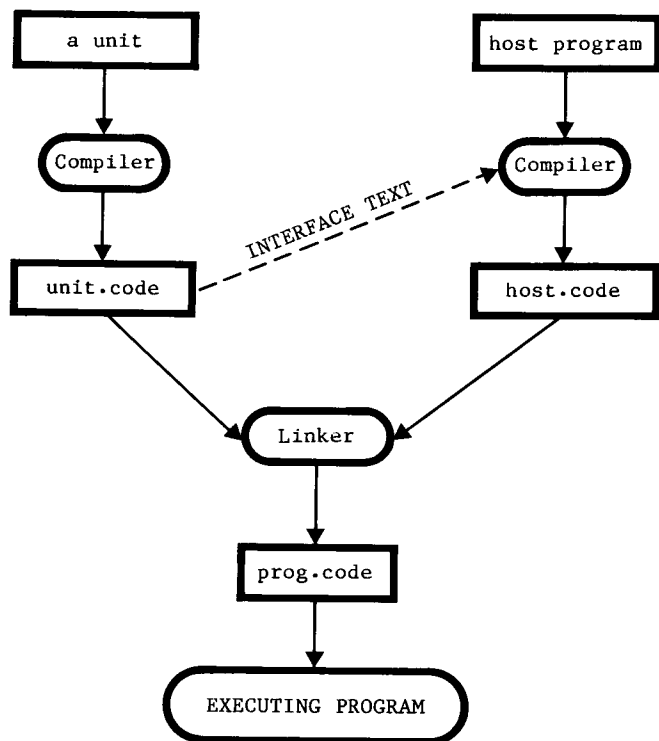 a unit
host program
Compiler
Compiler
INTERFACE TEXT
unit.code
host.code
Linker
prog.code
EXECUTING PROGRAM